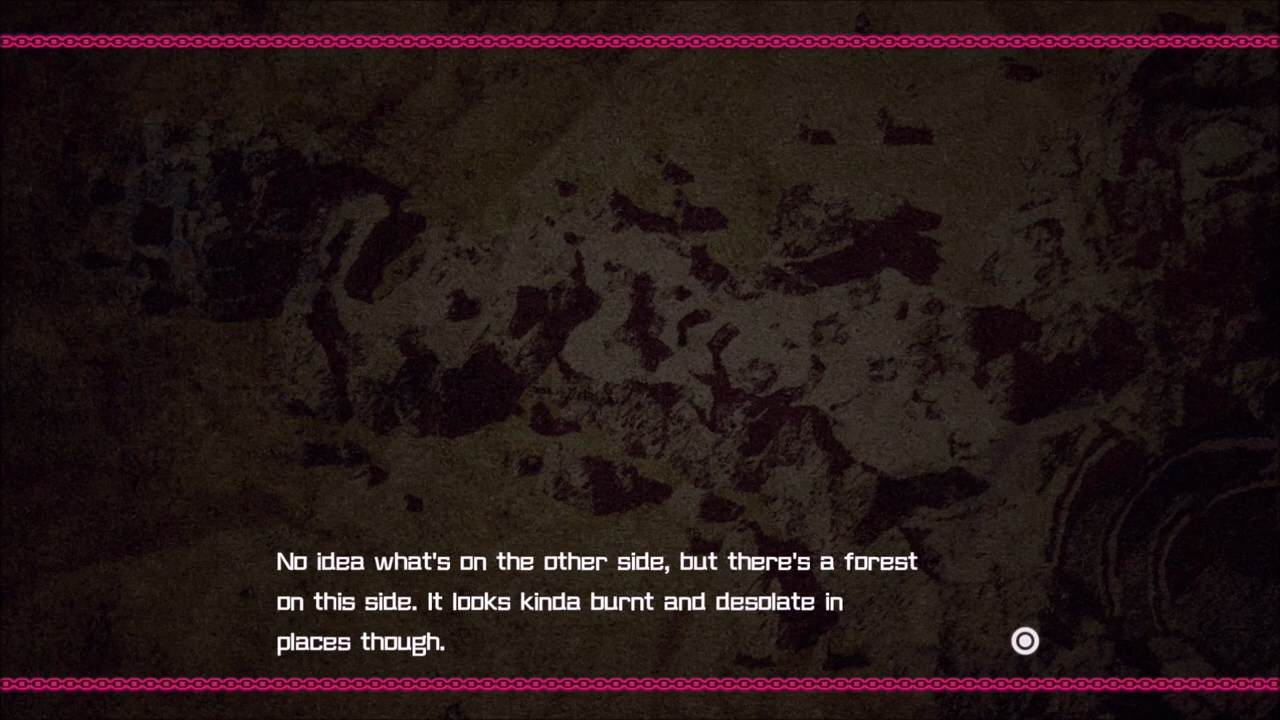 No idea what's on the other side, but there's a forest
on this side. It looks kinda burnt and desolate in
places though.